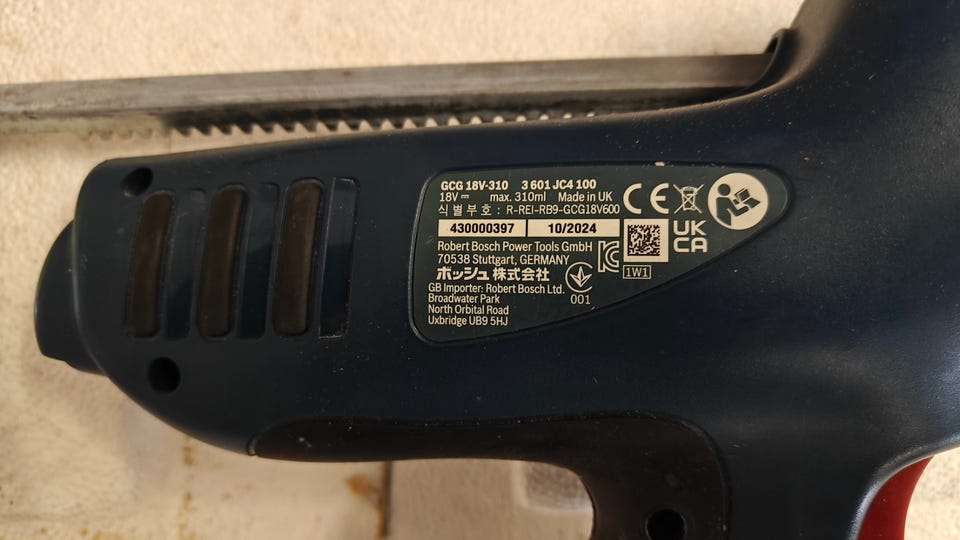 GCG 18V-310 3 601 JC4 100
18V max. 310ml Made in UK
식별부호 : R-REI-RB9-GCG18V600
430000397 10/2024
Robert Bosch Power Tools GmbH
70538 Stuttgart, GERMANY
ボッシュ 株式会社
GB Importer: Robert Bosch Ltd.
Broadwater Park
North Orbital Road
Uxbridge UB9 5HJ
001
CE
UK
CA
1W1